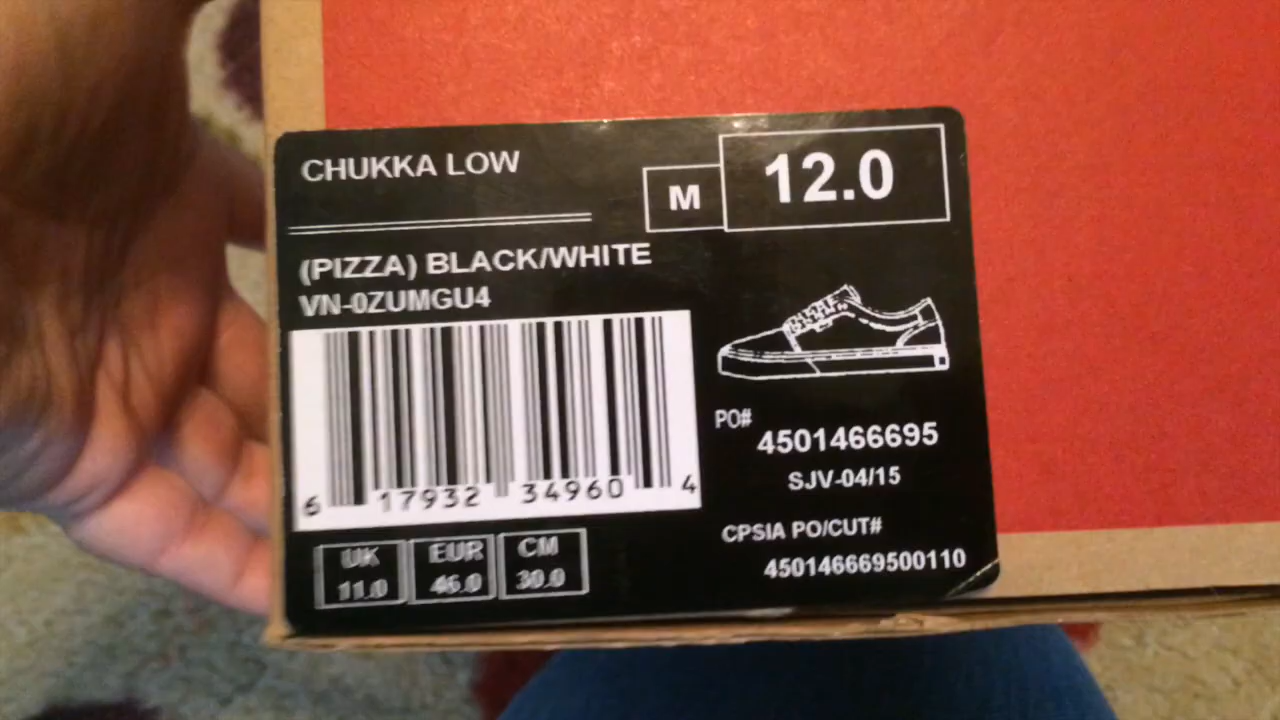 CHUKKA LOW
M
12.0
(PIZZA) BLACK/WHITE
VN-0ZUMGU4
6 17932 34960 4
PO#
4501466695
SJV-04/15
CPSIA PO/CUT#
450146669500110
UK EUR CM
11.0 46.0 30.0